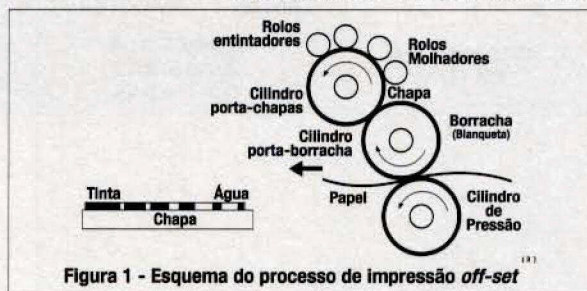 Rolos
entintadores
Rolos
Molhadores
Cilindro
porta-chapas
Chapa
Borracha
(Blanqueta)
Cilindro
porta-borracha
Papel
Cilindro
de
Pressão
Tinta
Água
Chapa
Figura 1 - Esquema do processo de impressão off-set